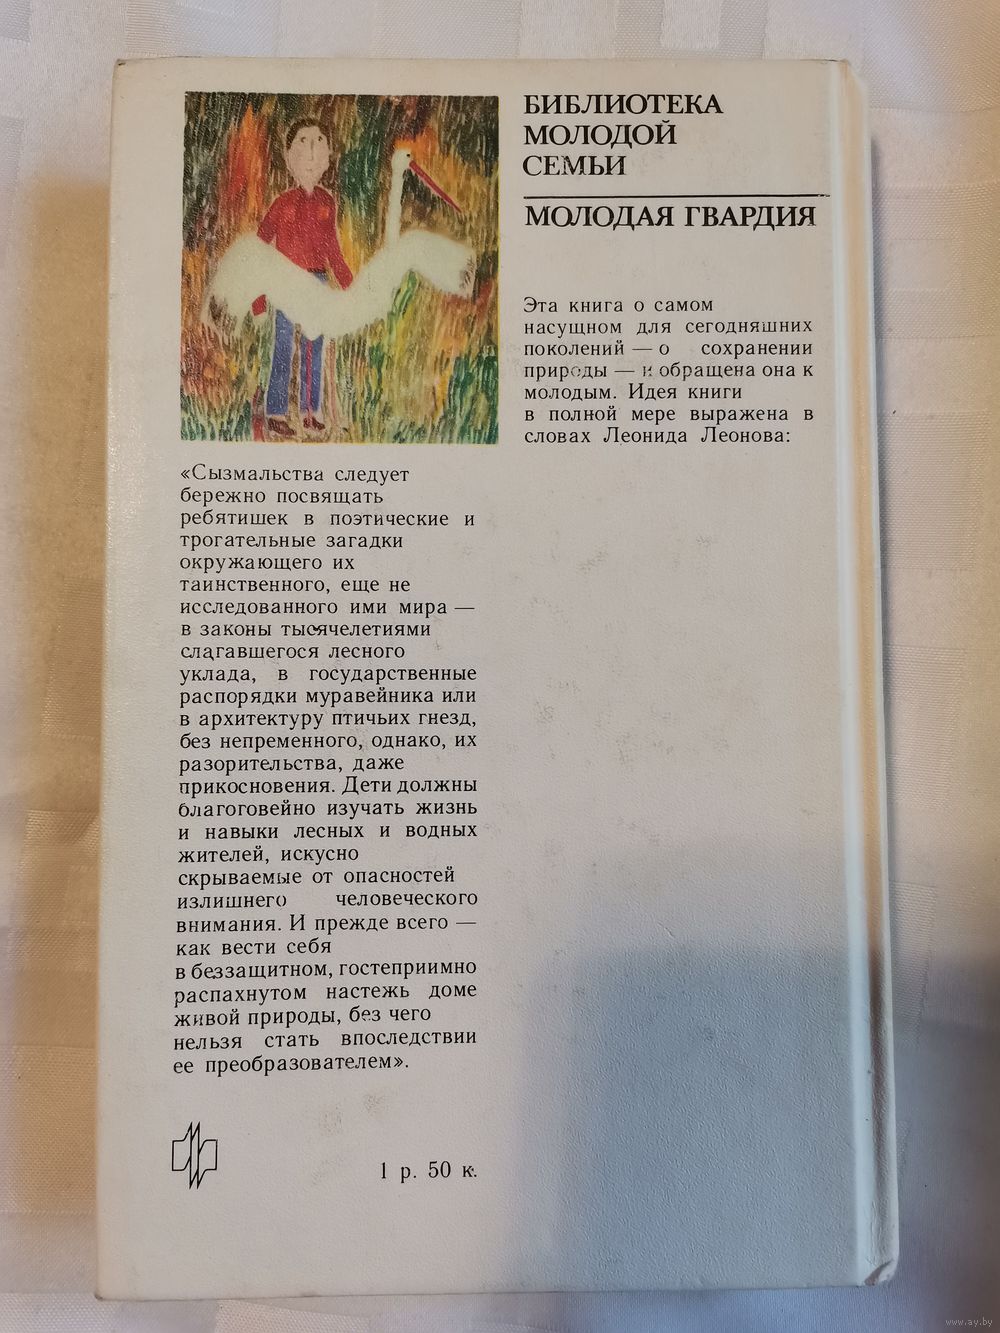 БИБЛИОТЕКА
МОЛОДОЙ
СЕМЬИ
МОЛОДАЯ ГВАРДИЯ
Эта книга о самом
насущном для сегодняшних
поколений — о сохранении
природы — и обращена она к
молодым. Идея книги
в полной мере выражена в
словах Леонида Леонова:
«Сызмальства следует
бережно посвящать
ребятишек в поэтические и
трогательные загадки
окружающего их
таинственного, еще не
исследованного ими мира —
в законы тысячелетиями
слагавшегося лесного
уклада, в государственные
распорядки муравейника или
в архитектуру птичьих гнезд,
без непременного, однако, их
разорительства, даже
прикосновения. Дети должны
благоговейно изучать жизнь
и навыки лесных и водных
жителей, искусно
скрываемые от опасностей
излишнего человеческого
внимания. И прежде всего —
как вести себя
в беззащитном, гостеприимно
распахнутом настежь доме
живой природы, без чего
нельзя стать впоследствии
ее преобразователем».
1 р. 50 к.
www.ay.by